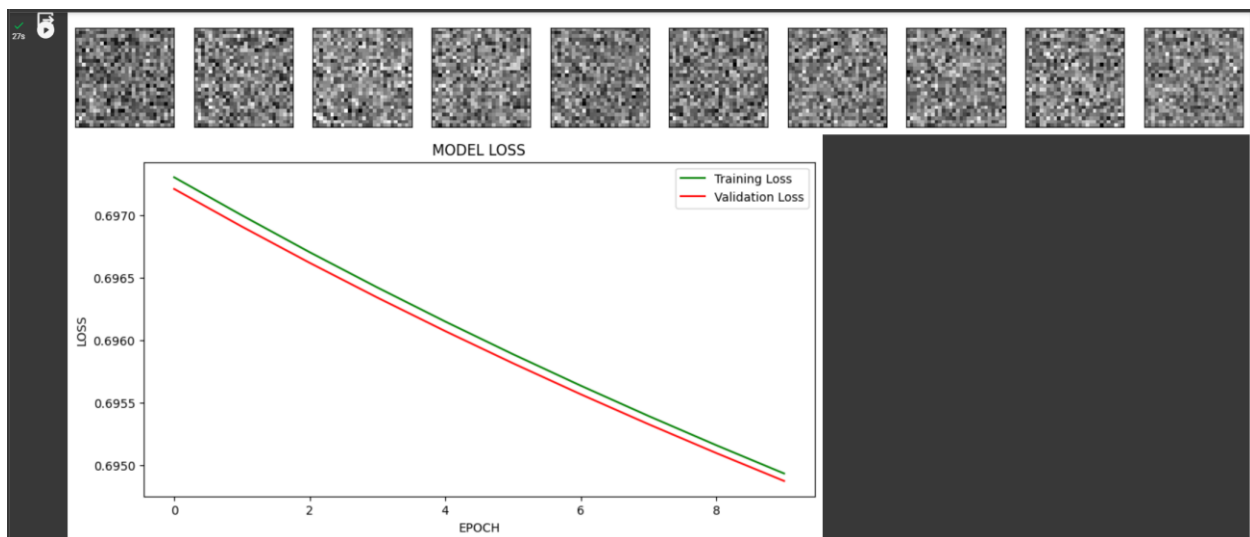 27s
MODEL LOSS
Training Loss
Validation Loss
0.6970
0.6965
0.6960
0.6955
0.6950
LOSS
0 2 4 6 8
EPOCH